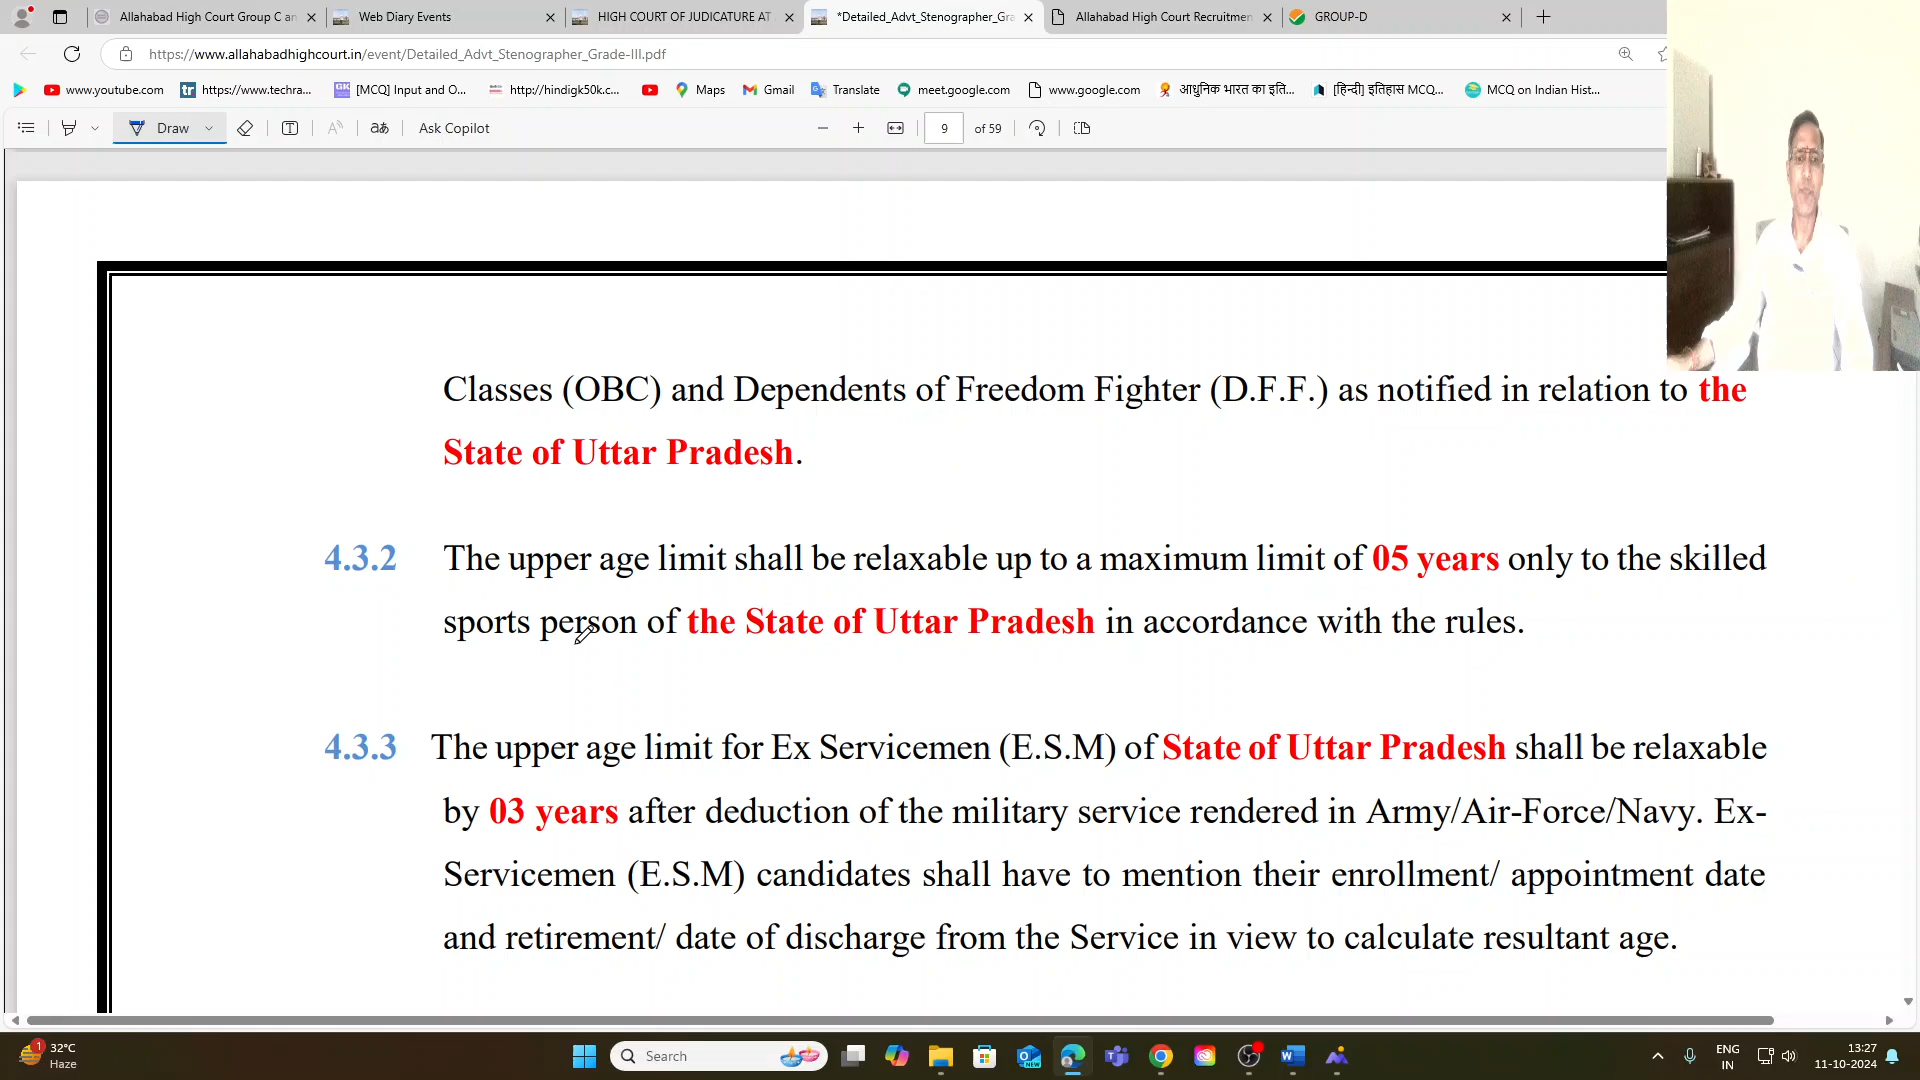 Allahabad High Court Group C an
Web Diary Events
HIGH COURT OF JUDICATURE AT
*Detailed_Advt_Stenographer_Gra
Allahabad High Court Recruitmen
GROUP-D
https://www.allahabadhighcourt.in/event/Detailed_Advt_Stenographer_Grade-III.pdf
www.youtube.com
tr https://www.techra...
GK [MCQ] Input and O...
http://hindigk50k.c...
Maps
Gmail
Translate
meet.google.com
www.google.com
आधुनिक भारत का इति...
[हिन्दी] इतिहास MCQ...
MCQ on Indian Hist...
Draw
Ask Copilot
9 of 59
Classes (OBC) and Dependents of Freedom Fighter (D.F.F.) as notified in relation to the
State of Uttar Pradesh.
4.3.2 The upper age limit shall be relaxable up to a maximum limit of 05 years only to the skilled
sports person of the State of Uttar Pradesh in accordance with the rules.
4.3.3 The upper age limit for Ex Servicemen (E.S.M) of State of Uttar Pradesh shall be relaxable
by 03 years after deduction of the military service rendered in Army/Air-Force/Navy. Ex-
Servicemen (E.S.M) candidates shall have to mention their enrollment/ appointment date
and retirement/ date of discharge from the Service in view to calculate resultant age.
1
32°C
Haze
Search
ENG
IN
13:27
11-10-2024